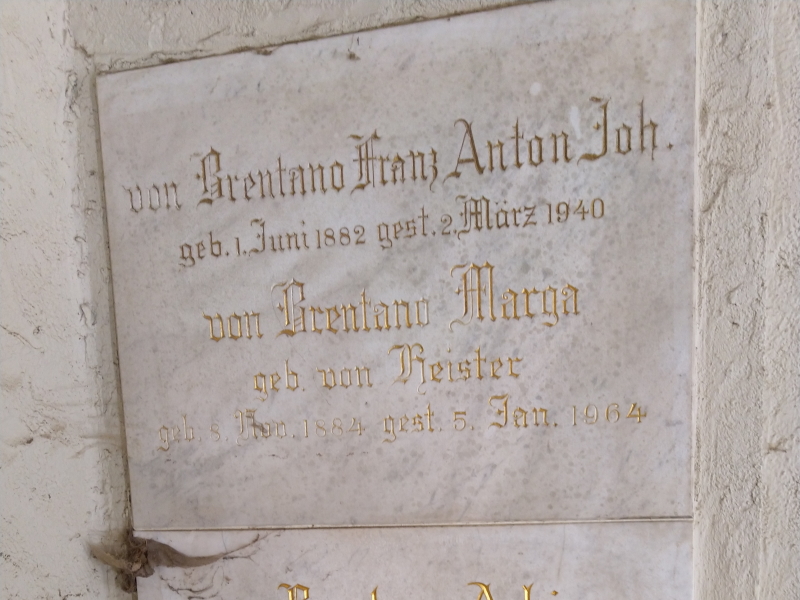 von Brentano Franz Anton Joh.
geb. 1. Juni 1882 gest. 2. März 1940
von Brentano Marga
geb. von Reister
geb. 8. Nov. 1884 gest. 5. Jan. 1964